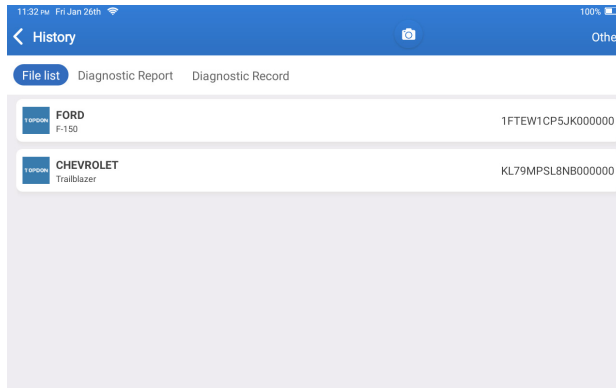 11:32 PM Fri Jan 26th 100%
History Othe
File list Diagnostic Report Diagnostic Record
TOPDON FORD 1FTEW1CP5JK000000
F-150
TOPDON CHEVROLET KL79MPSL8NB000000
Trailblazer